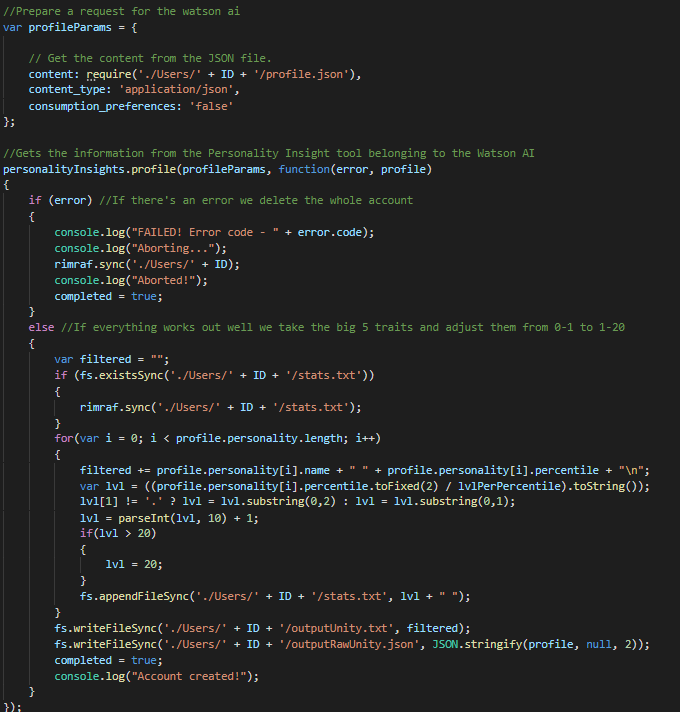 //Prepare a request for the watson ai
var profileParams = {
// Get the content from the JSON file.
content: require('./Users/' + ID + '/profile.json'),
content_type: 'application/json',
consumption_preferences: 'false'
};
//Gets the information from the Personality Insight tool belonging to the Watson AI
personalityInsights.profile(profileParams, function(error, profile)
{
if (error) //If there's an error we delete the whole account
{
console.log("FAILED! Error code - " + error.code);
console.log("Aborting...");
rimraf.sync('./Users/' + ID);
console.log("Aborted!");
completed = true;
}
else //If everything works out well we take the big 5 traits and adjust them from 0-1 to 1-20
{
var filtered = "";
if (fs.existsSync('./Users/' + ID + '/stats.txt'))
{
rimraf.sync('./Users/' + ID + '/stats.txt');
}
for(var i = 0; i < profile.personality.length; i++)
{
filtered += profile.personality[i].name + " " + profile.personality[i].percentile + "\n";
var lvl = ((profile.personality[i].percentile.toFixed(2) / lvlPerPercentile).toString());
lvl[1] != '.' ? lvl = lvl.substring(0,2) : lvl = lvl.substring(0,1);
lvl = parseInt(lvl, 10) + 1;
if(lvl > 20)
{
lvl = 20;
}
fs.appendFileSync('./Users/' + ID + '/stats.txt', lvl + " ");
}
fs.writeFileSync('./Users/' + ID + '/outputUnity.txt', filtered);
fs.writeFileSync('./Users/' + ID + '/outputRawUnity.json', JSON.stringify(profile, null, 2));
completed = true;
console.log("Account created!");
}
});